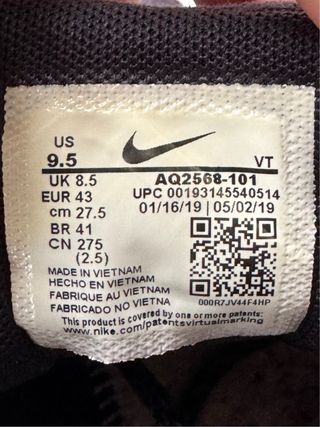 US
9.5 VT
UK 8.5 AQ2568-101
EUR 43 UPC 00193145540514
cm 27.5 01/16/19 | 05/02/19
BR 41
CN 275
(2.5)
MADE IN VIETNAM
HECHO EN VIETNAM
FABRIQUE AU VIETNAM
FABRICADO NO VIETNA
000R7JV44F4HP
This product is covered by one or more of the
www.nike.com/patentsvirtualmarking